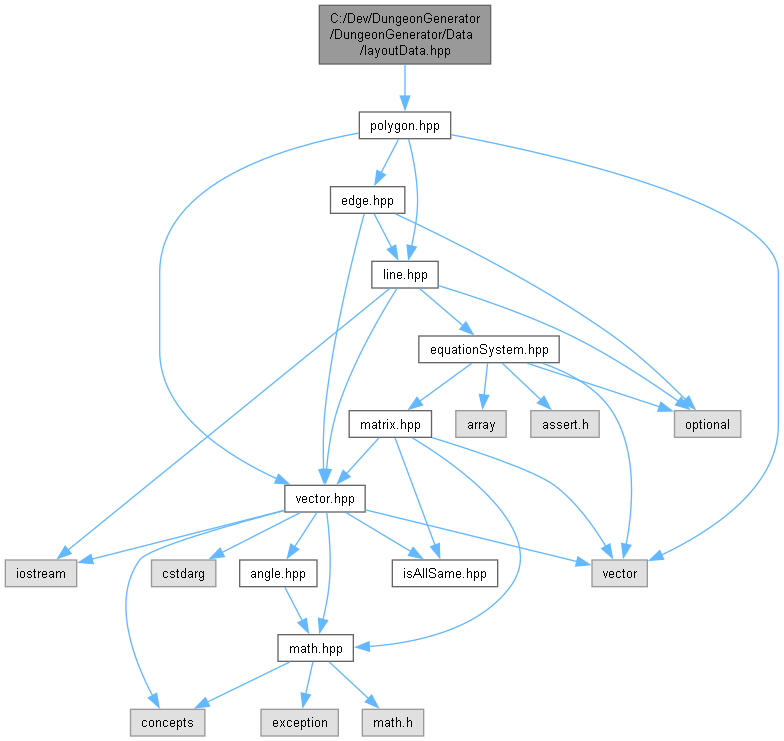 C:/Dev/DungeonGenerator
/DungeonGenerator/Data
/layoutData.hpp
polygon.hpp
edge.hpp
line.hpp
equationSystem.hpp
matrix.hpp
array
assert.h
optional
vector.hpp
iostream
cstdarg
angle.hpp
isAllSame.hpp
vector
math.hpp
concepts
exception
math.h